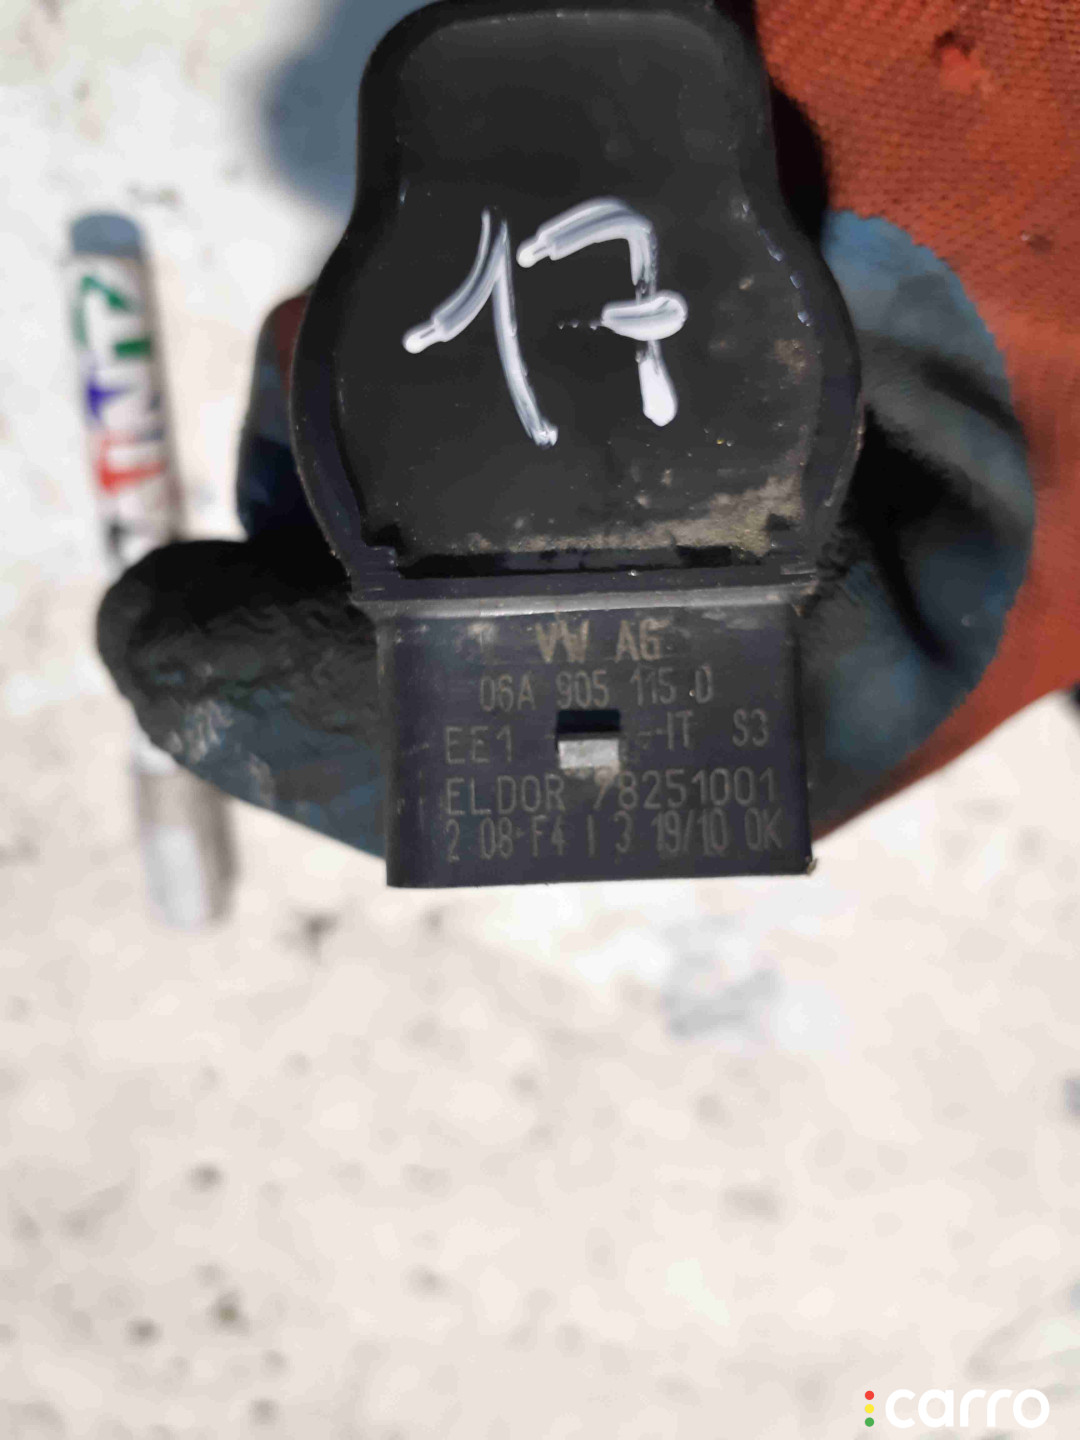 17
VW AG
06A 905 115 D
EE1 -IT S3
ELDOR 78251001
2 08-F4 I 3 19/10 OK
carro